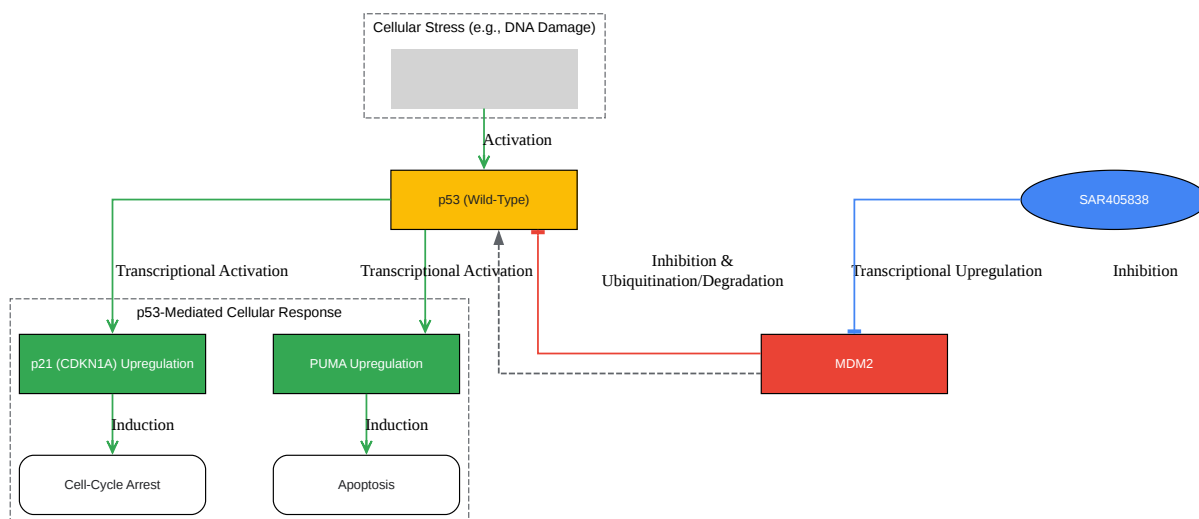 Cellular Stress (e.g., DNA Damage)
Activation
p53 (Wild-Type)
SAR405838
Transcriptional Activation
Transcriptional Activation
Inhibition &
Ubiquitination/Degradation
Transcriptional Upregulation
Inhibition
p53-Mediated Cellular Response
p21 (CDKN1A) Upregulation
PUMA Upregulation
MDM2
Induction
Induction
Cell-Cycle Arrest
Apoptosis